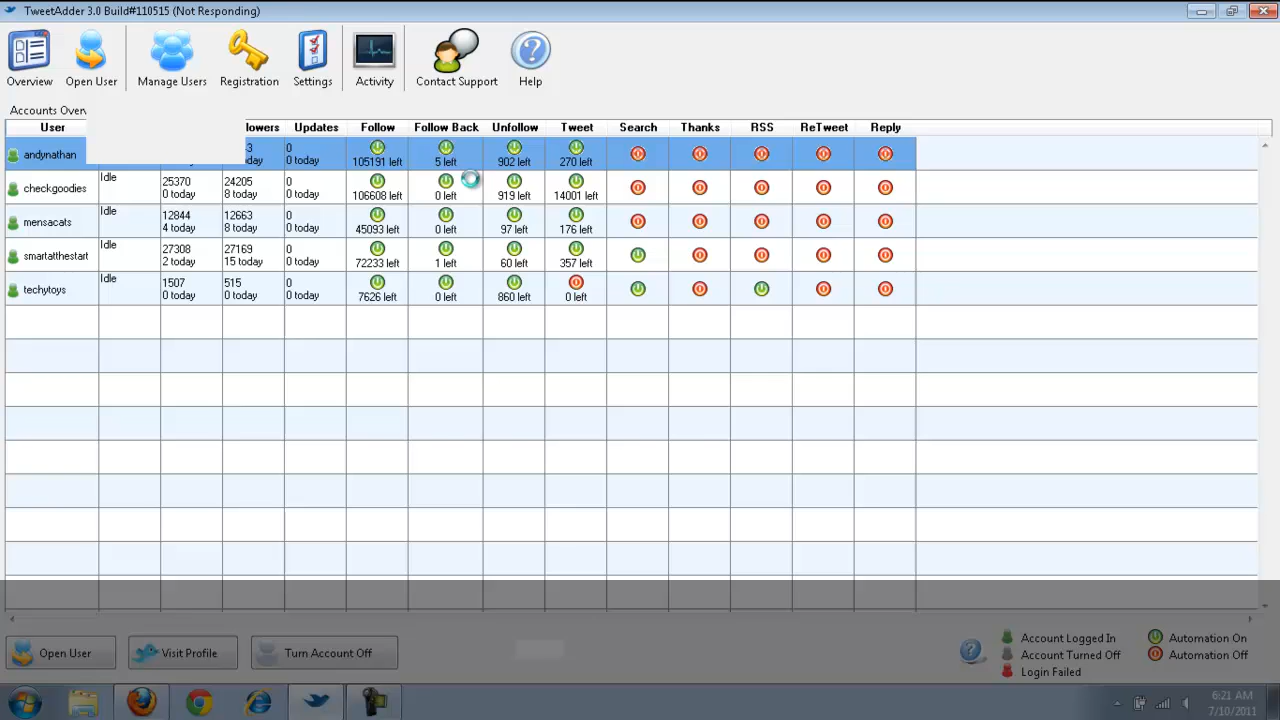 TweetAdder 3.0 Build#110515 (Not Responding)
Overview Open User Manage Users Registration Settings Activity Contact Support Help
Accounts Over
User lowers Updates Follow Follow Back Unfollow Tweet Search Thanks RSS ReTweet Reply
andynathan 3 day 0 0 today 105191 left 5 left 902 left 270 left
checkgoodies Idle 25370 0 today 24205 8 today 0 0 today 106608 left 0 left 919 left 14001 left
mensacats Idle 12844 4 today 12663 8 today 0 0 today 45093 left 0 left 97 left 176 left
smartatthestart Idle 27308 2 today 27169 15 today 0 0 today 72233 left 1 left 60 left 357 left
techytoys Idle 1507 0 today 515 0 today 0 0 today 7626 left 0 left 860 left 0 left
Open User Visit Profile Turn Account Off
Account Logged In Automation On
Account Turned Off Automation Off
Login Failed
6:21 AM
7/10/2011